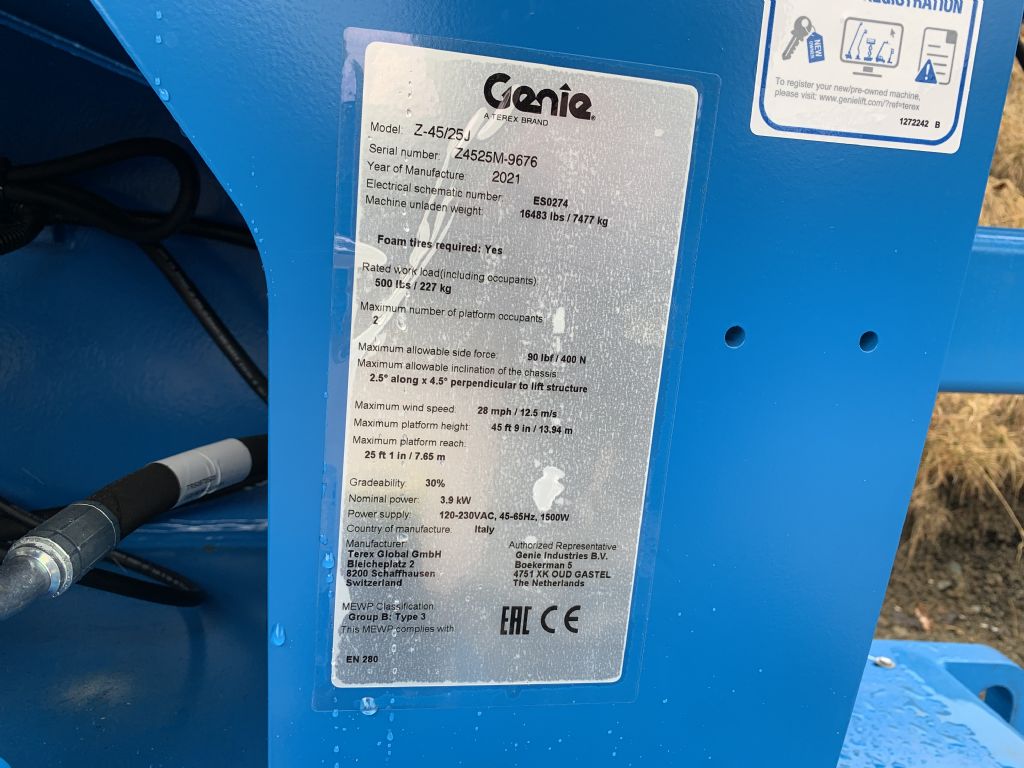 REGISTRATION
NEW OWNER
To register your new/pre-owned machine,
please visit: www.genielift.com/?ref=terex
1272242 B
Genie
A TEREX BRAND
Model: Z-45/25J
Serial number: Z4525M-9676
Year of Manufacture: 2021
Electrical schematic number: ES0274
Machine unladen weight: 16483 lbs / 7477 kg
Foam tires required: Yes
Rated work load(including occupants):
500 lbs / 227 kg
Maximum number of platform occupants:
2
Maximum allowable side force: 90 lbf / 400 N
Maximum allowable inclination of the chassis:
2.5° along x 4.5° perpendicular to lift structure
Maximum wind speed: 28 mph / 12.5 m/s
Maximum platform height: 45 ft 9 in / 13.94 m
Maximum platform reach:
25 ft 1 in / 7.65 m
Gradeability: 30%
Nominal power: 3.9 kW
Power supply: 120-230VAC, 45-65Hz, 1500W
Country of manufacture: Italy
Manufacturer:
Terex Global GmbH
Bleicheplatz 2
8200 Schaffhausen
Switzerland
Authorized Representative
Genie Industries B.V.
Boekerman 5
4751 XK OUD GASTEL
The Netherlands
MEWP Classification:
Group B: Type 3
This MEWP complies with
EAC CE
EN 280